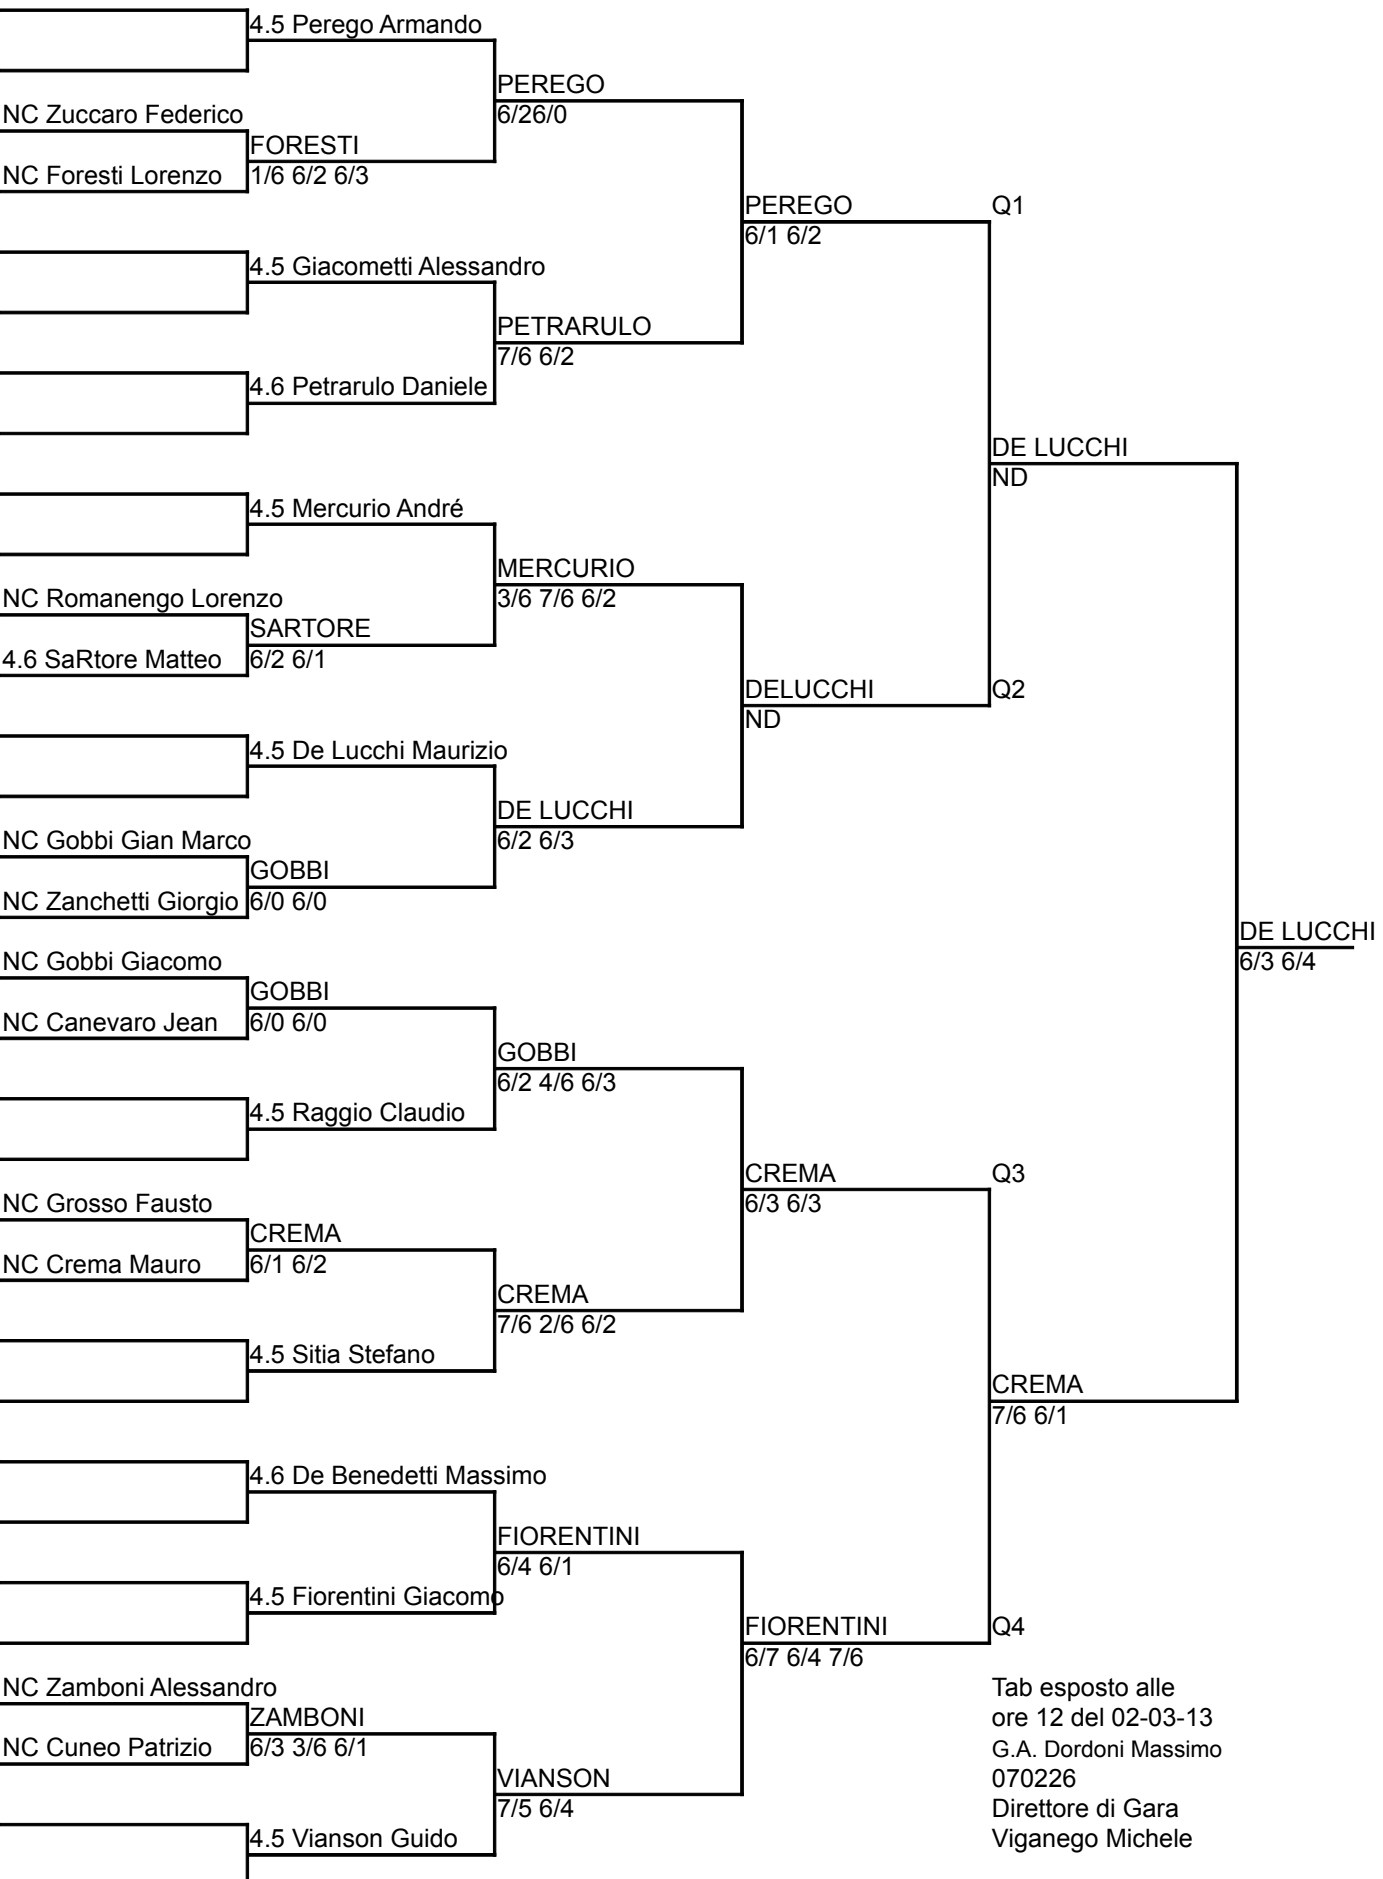 4.5 Perego Armando
PEREGO
NC Zuccaro Federico
6/26/0
FORESTI
NC Foresti Lorenzo
1/6 6/2 6/3
PEREGO
Q1
6/1 6/2
4.5 Giacometti Alessandro
PETRARULO
7/6 6/2
4.6 Petrarulo Daniele
DE LUCCHI
ND
4.5 Mercurio André
MERCURIO
NC Romanengo Lorenzo
3/6 7/6 6/2
SARTORE
4.6 SaRtore Matteo
6/2 6/1
DELUCCHI
Q2
ND
4.5 De Lucchi Maurizio
DE LUCCHI
NC Gobbi Gian Marco
6/2 6/3
GOBBI
NC Zanchetti Giorgio
6/0 6/0
DE LUCCHI
NC Gobbi Giacomo
6/3 6/4
GOBBI
NC Canevaro Jean
6/0 6/0
GOBBI
6/2 4/6 6/3
4.5 Raggio Claudio
CREMA
Q3
NC Grosso Fausto
6/3 6/3
CREMA
NC Crema Mauro
6/1 6/2
CREMA
7/6 2/6 6/2
4.5 Sitia Stefano
CREMA
7/6 6/1
4.6 De Benedetti Massimo
FIORENTINI
6/4 6/1
4.5 Fiorentini Giacomo
FIORENTINI
Q4
6/7 6/4 7/6
NC Zamboni Alessandro
Tab esposto alle
ZAMBONI
ore 12 del 02-03-13
NC Cuneo Patrizio
6/3 3/6 6/1
G.A. Dordoni Massimo
VIANSON
070226
7/5 6/4
Direttore di Gara
4.5 Vianson Guido
Viganego Michele